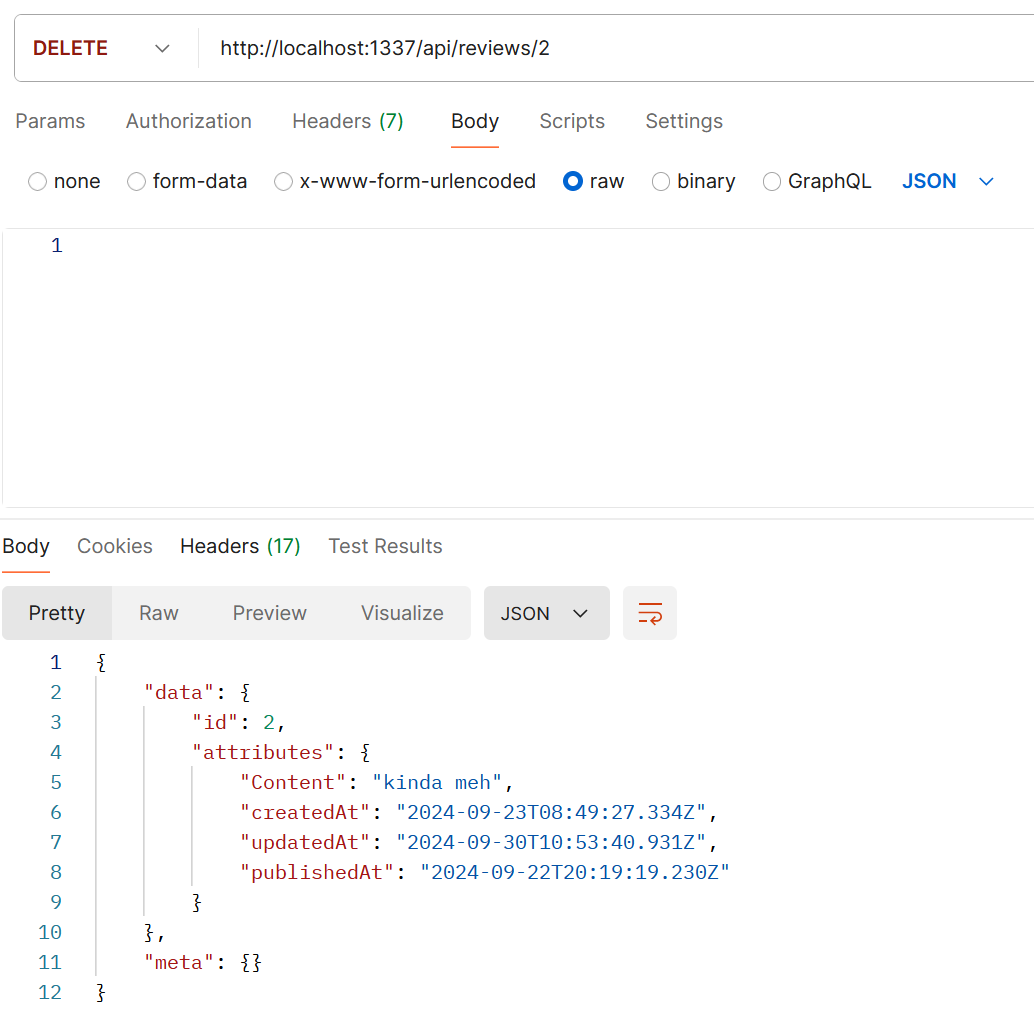 DELETE http://localhost:1337/api/reviews/2
Params Authorization Headers (7) Body Scripts Settings
none form-data x-www-form-urlencoded raw binary GraphQL JSON
1
Body Cookies Headers (17) Test Results
Pretty Raw Preview Visualize JSON
1 {
2 "data": {
3 "id": 2,
4 "attributes": {
5 "Content": "kinda meh",
6 "createdAt": "2024-09-23T08:49:27.334Z",
7 "updatedAt": "2024-09-30T10:53:40.931Z",
8 "publishedAt": "2024-09-22T20:19:19.230Z"
9 }
10 },
11 "meta": {}
12 }